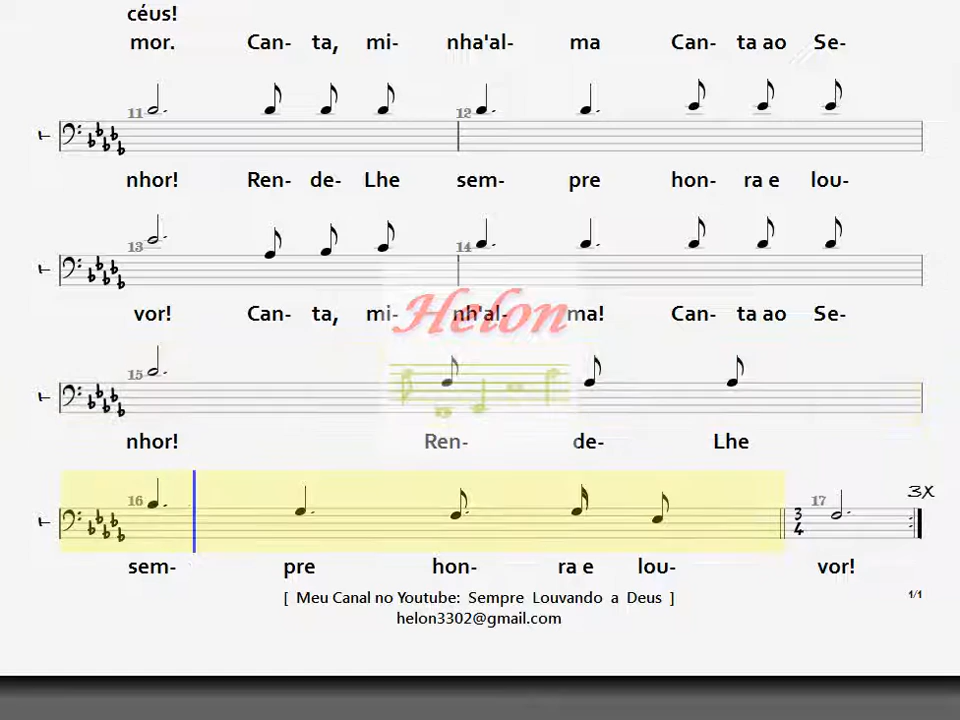 céus!
mor. Can- ta, mi- nha'al- ma Can- ta ao Se-
11 12
T
nhor! Ren- de- Lhe sem- pre hon- ra e lou-
13 14
T
vor! Can- ta, mi- nh'al- ma! Can- ta ao Se-
Helon
15
T
nhor! Ren- de- Lhe
3X
16 17
T 3 4
sem- pre hon- ra e lou- vor!
[ Meu Canal no Youtube: Sempre Louvando a Deus ] 1/1
helon3302@gmail.com